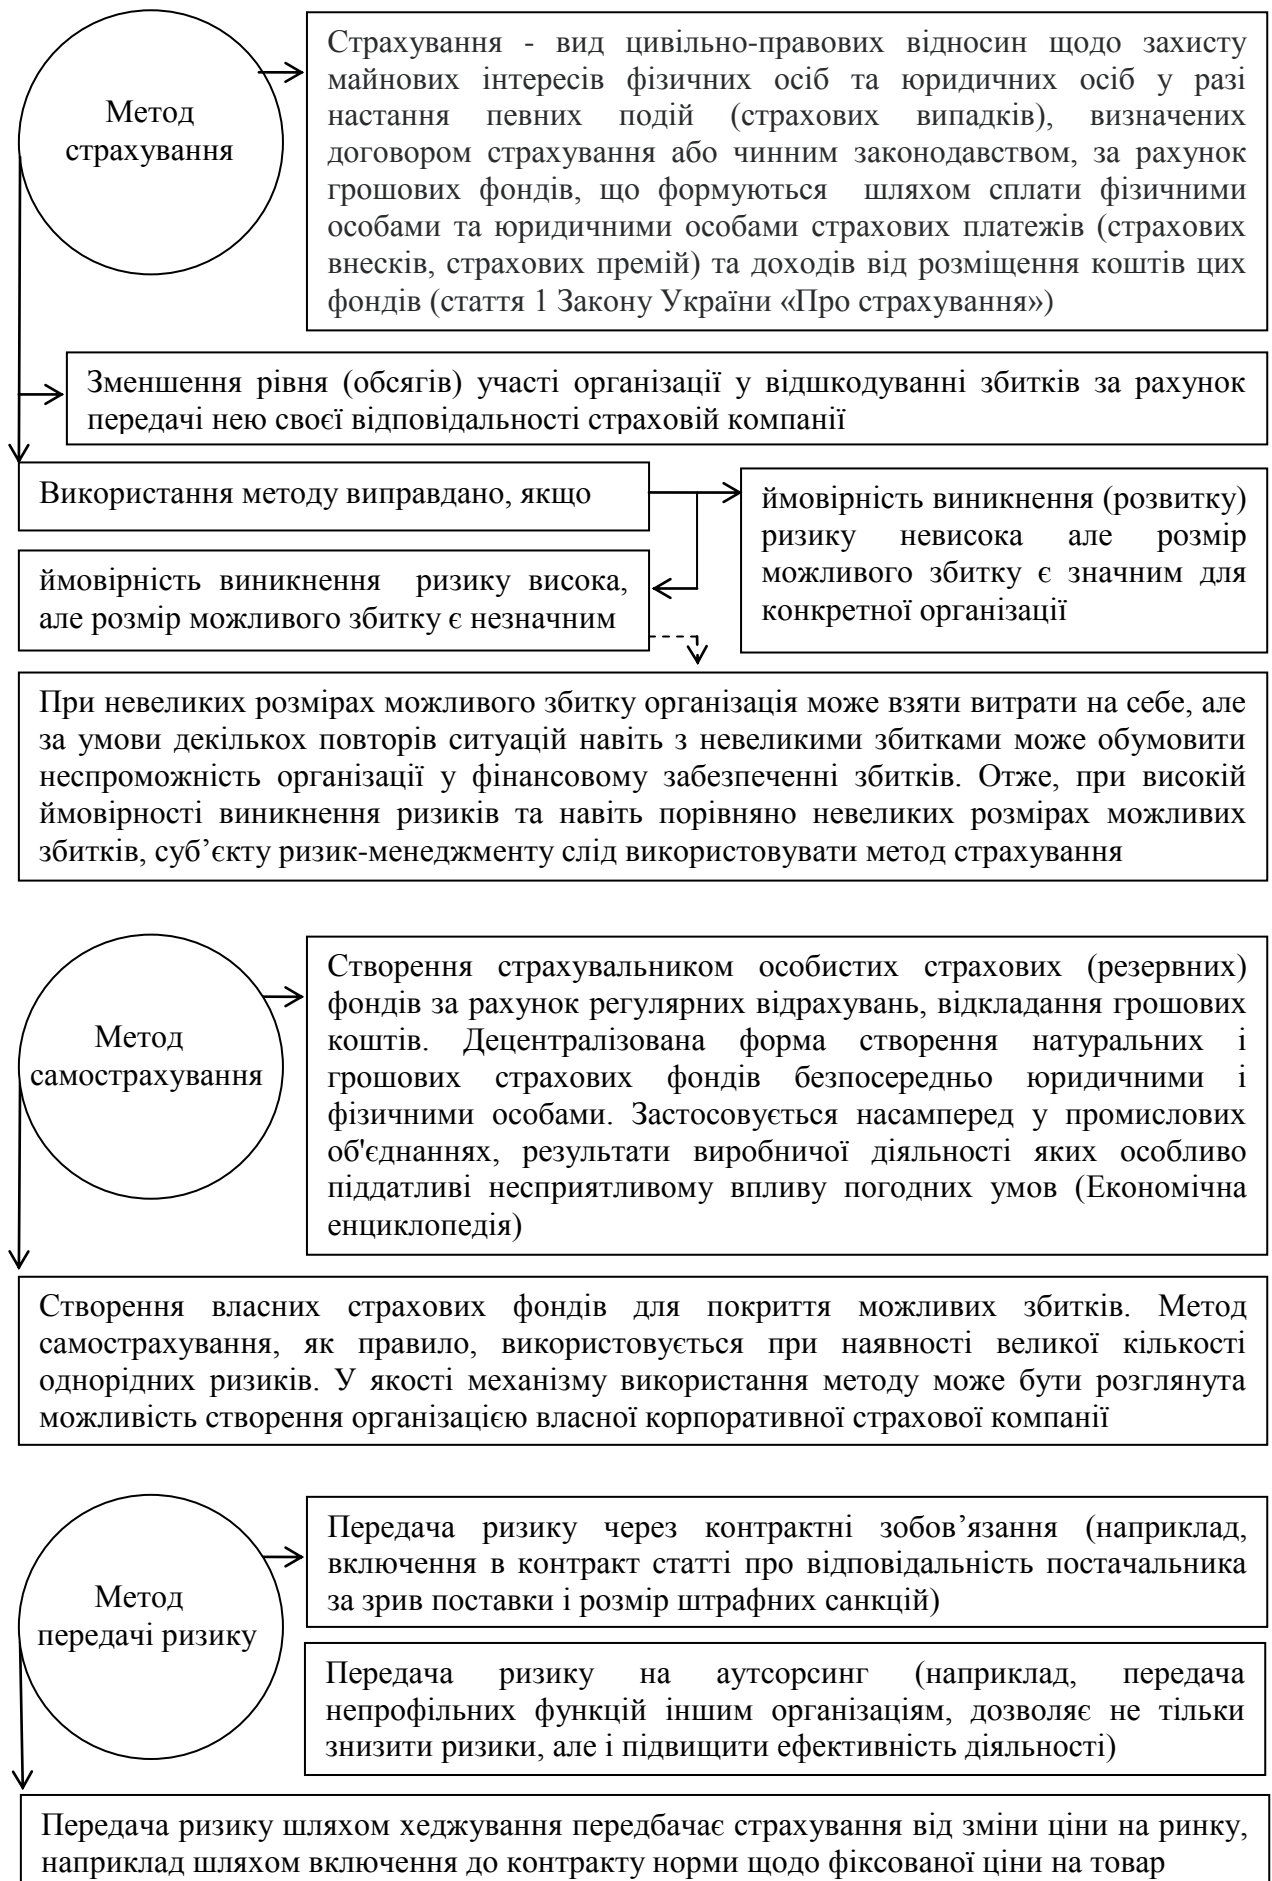 Метод
страхування
Страхування - вид цивільно-правових відносин щодо захисту
майнових інтересів фізичних осіб та юридичних осіб у разі
настання певних подій (страхових випадків), визначених
договором страхування або чинним законодавством, за рахунок
грошових фондів, що формуються шляхом сплати фізичними
особами та юридичними особами страхових платежів (страхових
внесків, страхових премій) та доходів від розміщення коштів цих
фондів (стаття 1 Закону України «Про страхування»)
Зменшення рівня (обсягів) участі організації у відшкодуванні збитків за рахунок
передачі нею своєї відповідальності страховій компанії
Використання методу виправдано, якщо
ймовірність виникнення (розвитку)
ризику невисока але розмір
можливого збитку є значним для
конкретної організації
ймовірність виникнення ризику висока,
але розмір можливого збитку є незначним
При невеликих розмірах можливого збитку організація може взяти витрати на себе, але
за умови декількох повторів ситуацій навіть з невеликими збитками може обумовити
неспроможність організації у фінансовому забезпеченні збитків. Отже, при високій
ймовірності виникнення ризиків та навіть порівняно невеликих розмірах можливих
збитків, суб’єкту ризик-менеджменту слід використовувати метод страхування
Метод
самострахування
Створення страхувальником особистих страхових (резервних)
фондів за рахунок регулярних відрахувань, відкладання грошових
коштів. Децентралізована форма створення натуральних і
грошових страхових фондів безпосередньо юридичними і
фізичними особами. Застосовується насамперед у промислових
об'єднаннях, результати виробничої діяльності яких особливо
піддатливі несприятливому впливу погодних умов (Економічна
енциклопедія)
Створення власних страхових фондів для покриття можливих збитків. Метод
самострахування, як правило, використовується при наявності великої кількості
однорідних ризиків. У якості механізму використання методу може бути розглянута
можливість створення організацією власної корпоративної страхової компанії
Метод
передачі ризику
Передача ризику через контрактні зобов’язання (наприклад,
включення в контракт статті про відповідальність постачальника
за зрив поставки і розмір штрафних санкцій)
Передача ризику на аутсорсинг (наприклад, передача
непрофільних функцій іншим організаціям, дозволяє не тільки
знизити ризики, але і підвищити ефективність діяльності)
Передача ризику шляхом хеджування передбачає страхування від зміни ціни на ринку,
наприклад шляхом включення до контракту норми щодо фіксованої ціни на товар